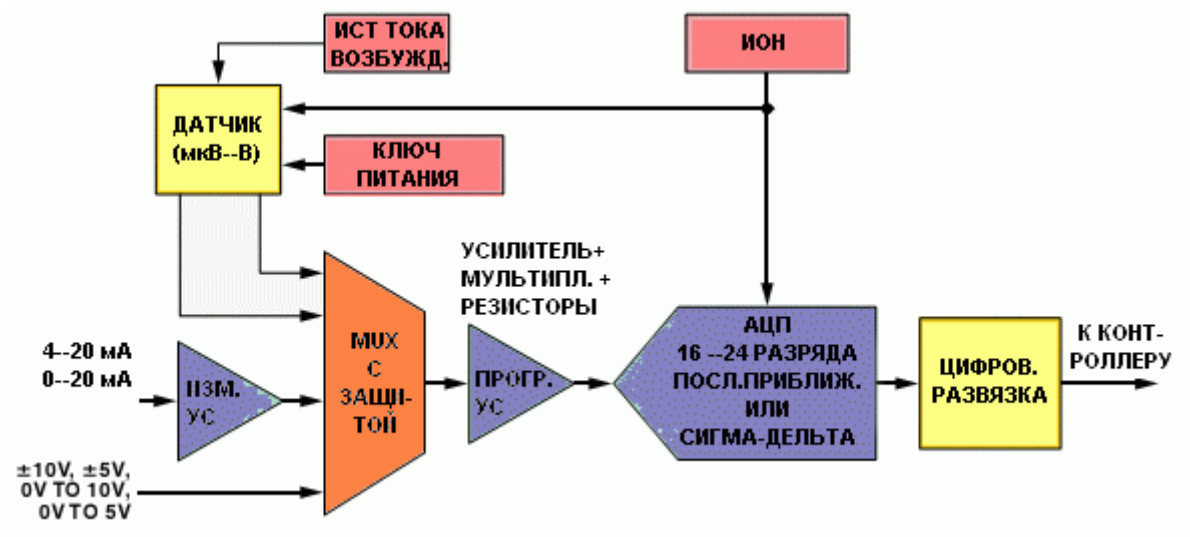 ИСТ ТОКА
ВОЗБУЖД.
ИОН
ДАТЧИК
(мкВ--В)
КЛЮЧ
ПИТАНИЯ
УСИЛИТЕЛЬ+
МУЛЬТИПЛ. +
РЕЗИСТОРЫ
4--20 мА
0--20 мА
ИЗМ.
УС
MUX
С
ЗАЩИ-
ТОЙ
ПРОГР.
УС
АЦП
16 --24 РАЗРЯДА
ПОСЛ.ПРИБЛИЖ.
ИЛИ
СИГМА-ДЕЛЬТА
ЦИФРОВ.
РАЗВЯЗКА
К КОНТ-
РОЛЛЕРУ
±10V, ±5V,
0V TO 10V,
0V TO 5V